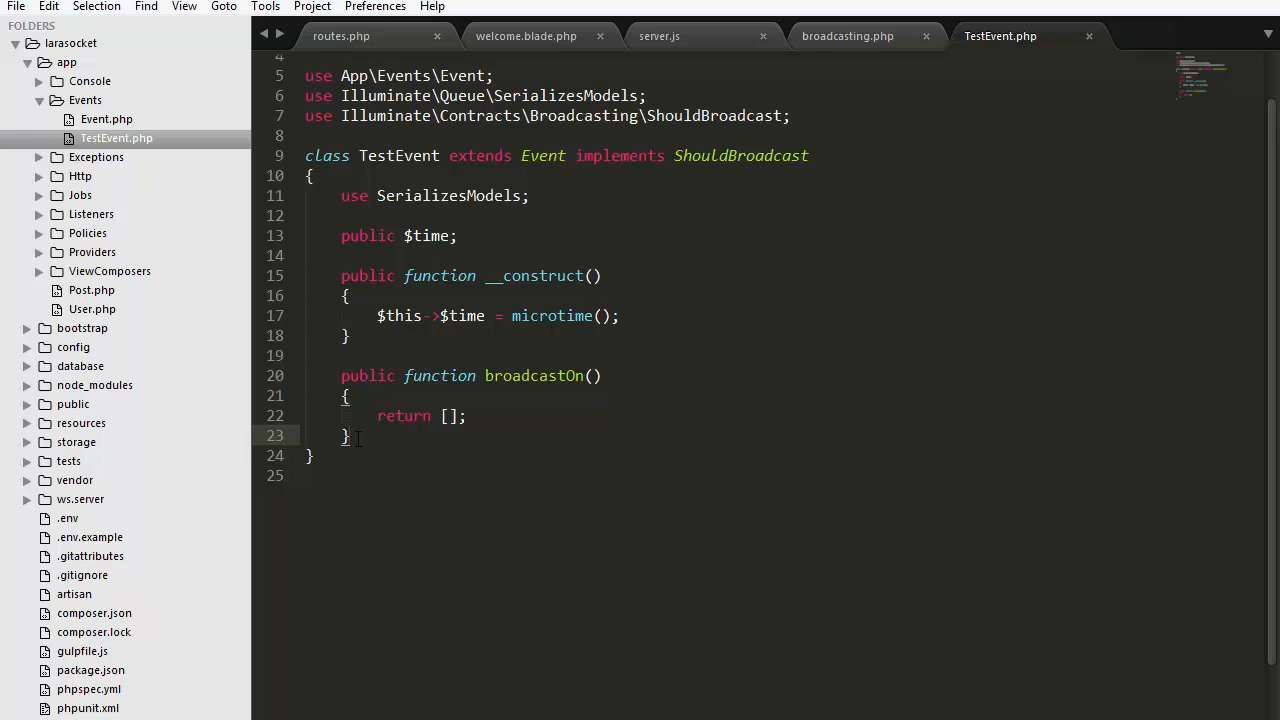 File Edit Selection Find View Goto Tools Project Preferences Help
FOLDERS
larasocket
app
Console
Events
Event.php
TestEvent.php
Exceptions
Http
Jobs
Listeners
Policies
Providers
ViewComposers
Post.php
User.php
bootstrap
config
database
node_modules
public
resources
storage
tests
vendor
ws.server
.env
.env.example
.gitattributes
.gitignore
artisan
composer.json
composer.lock
gulpfile.js
package.json
phpspec.yml
phpunit.xml
routes.php × welcome.blade.php × server.js × broadcasting.php × TestEvent.php ×
4
5 use App\Events\Event;
6 use Illuminate\Queue\SerializesModels;
7 use Illuminate\Contracts\Broadcasting\ShouldBroadcast;
8
9 class TestEvent extends Event implements ShouldBroadcast
10 {
11 use SerializesModels;
12
13 public $time;
14
15 public function __construct()
16 {
17 $this->$time = microtime();
18 }
19
20 public function broadcastOn()
21 {
22 return [];
23 }
24 }
25